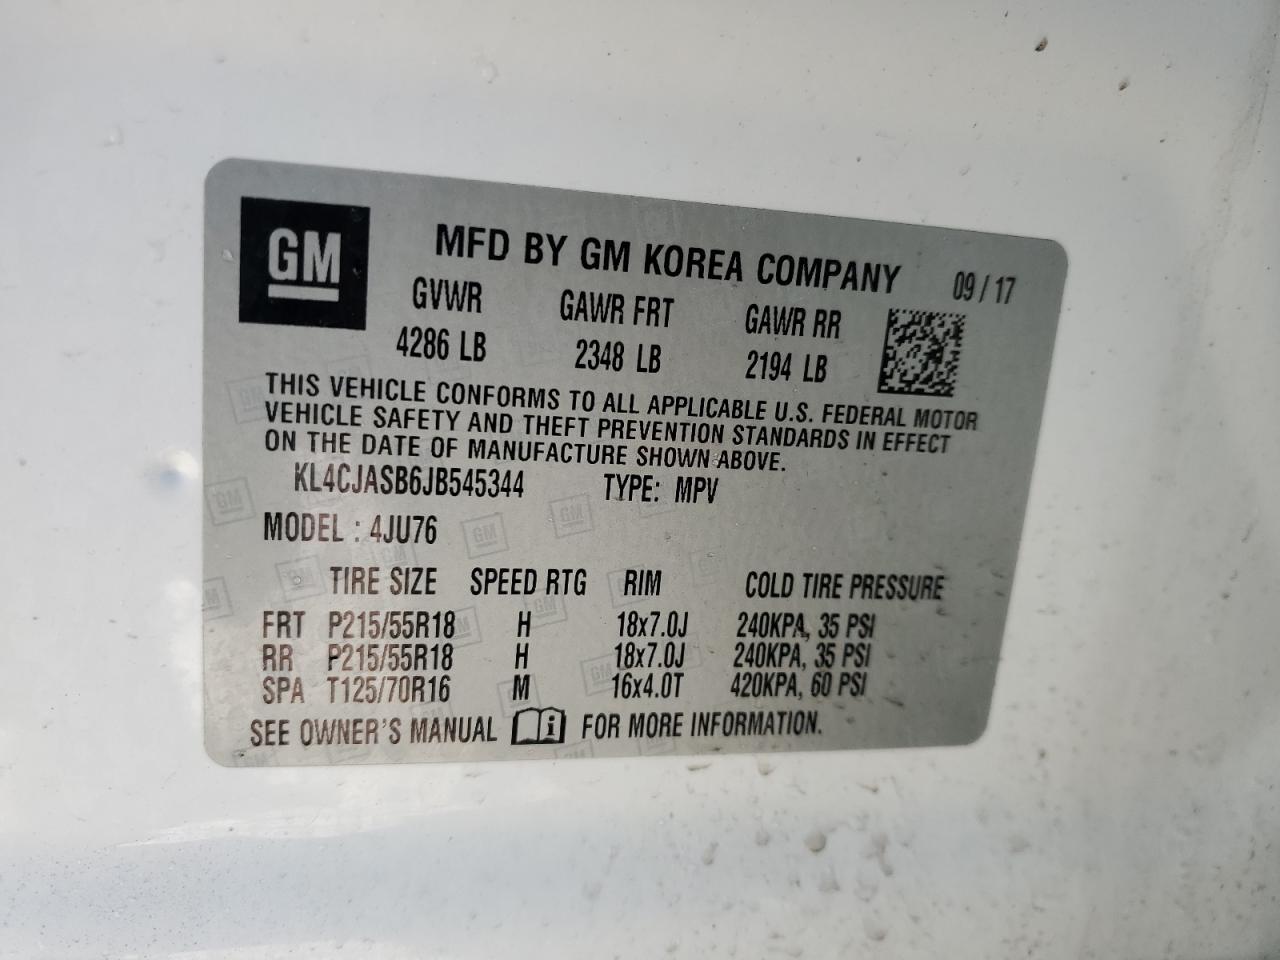 GM
MFD BY GM KOREA COMPANY 09/17
GVWR GAWR FRT GAWR RR
4286 LB 2348 LB 2194 LB
THIS VEHICLE CONFORMS TO ALL APPLICABLE U.S. FEDERAL MOTOR
VEHICLE SAFETY AND THEFT PREVENTION STANDARDS IN EFFECT
ON THE DATE OF MANUFACTURE SHOWN ABOVE.
KL4CJASB6JB545344 TYPE: MPV
MODEL : 4JU76
TIRE SIZE SPEED RTG RIM COLD TIRE PRESSURE
FRT P215/55R18 H 18x7.0J 240KPA, 35 PSI
RR P215/55R18 H 18x7.0J 240KPA, 35 PSI
SPA T125/70R16 M 16x4.0T 420KPA, 60 PSI
SEE OWNER'S MANUAL i FOR MORE INFORMATION.